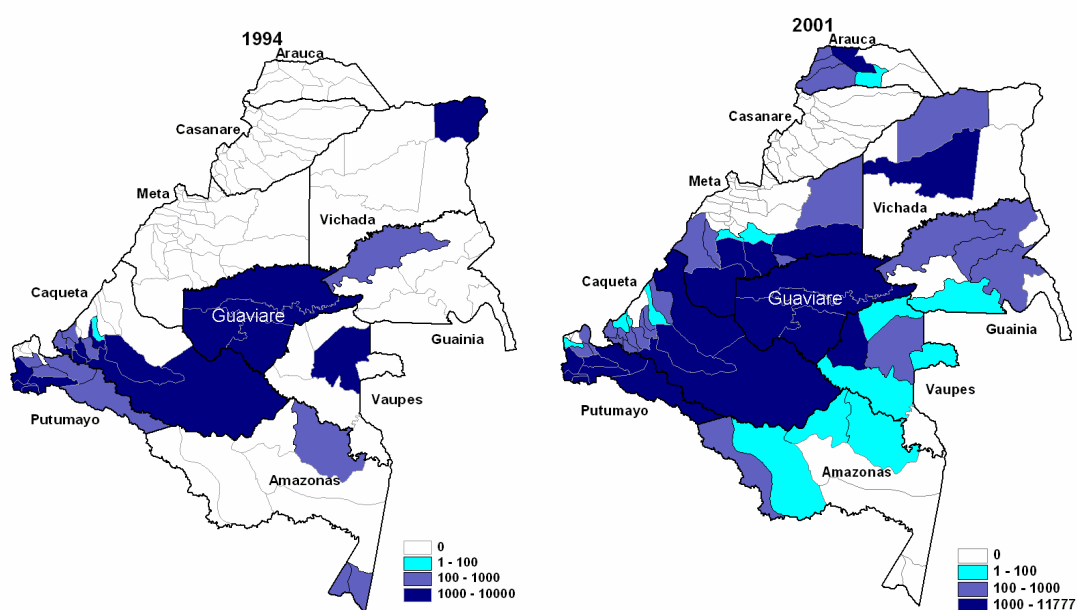 1994
Arauca
Casanare
Meta
Vichada
Caqueta
Guaviare
Guainia
Vaupes
Putumayo
Amazonas
0
1 - 100
100 - 1000
1000 - 10000
2001
Arauca
Casanare
Meta
Vichada
Caqueta
Guaviare
Guainia
Vaupes
Putumayo
Amazonas
0
1 - 100
100 - 1000
1000 - 11777